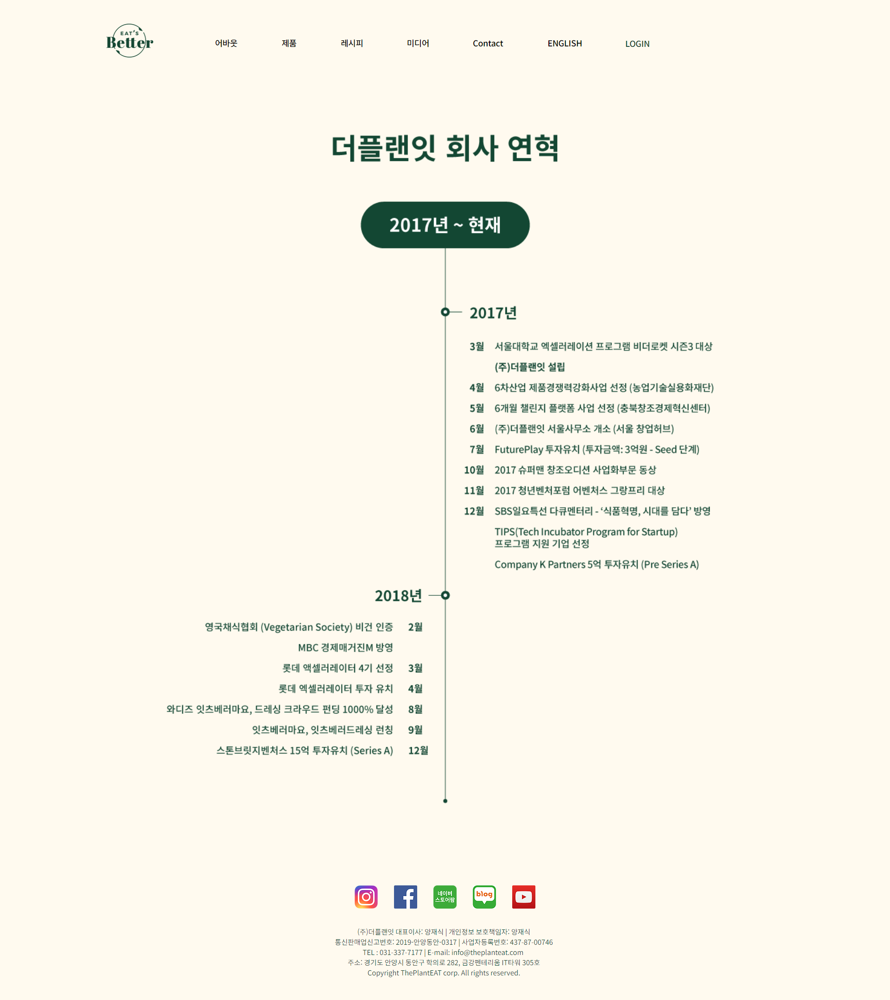 EAT'S
Better
어바웃 제품 레시피 미디어 Contact ENGLISH LOGIN
더플랜잇 회사 연혁
2017년 ~ 현재
2017년
3월 서울대학교 엑셀러레이션 프로그램 비더로켓 시즌3 대상
(주)더플랜잇 설립
4월 6차산업 제품경쟁력강화사업 선정 (농업기술실용화재단)
5월 6개월 챌린지 플랫폼 사업 선정 (충북창조경제혁신센터)
6월 (주)더플랜잇 서울사무소 개소 (서울 창업허브)
7월 FuturePlay 투자유치 (투자금액: 3억원 - Seed 단계)
10월 2017 슈퍼맨 창조오디션 사업화부문 동상
11월 2017 청년벤처포럼 어벤처스 그랑프리 대상
12월 SBS일요특선 다큐멘터리 - ‘식품혁명, 시대를 담다’ 방영
TIPS(Tech Incubator Program for Startup)
프로그램 지원 기업 선정
Company K Partners 5억 투자유치 (Pre Series A)
2018년
영국채식협회 (Vegetarian Society) 비건 인증 2월
MBC 경제매거진M 방영
롯데 액셀러레이터 4기 선정 3월
롯데 엑셀러레이터 투자 유치 4월
와디즈 잇츠베러마요, 드레싱 크라우드 펀딩 1000% 달성 8월
잇츠베러마요, 잇츠베러드레싱 런칭 9월
스톤브릿지벤처스 15억 투자유치 (Series A) 12월
네이버
스토어팜
blog
(주)더플랜잇 대표이사: 양재식 | 개인정보 보호책임자: 양재식
통신판매업신고번호: 2019-안양동안-0317 | 사업자등록번호: 437-87-00746
TEL : 031-337-7177 | E-mail: info@theplanteat.com
주소: 경기도 안양시 동안구 학의로 282, 금강펜테리움 IT타워 305호
Copyright ThePlantEAT corp. All rights reserved.